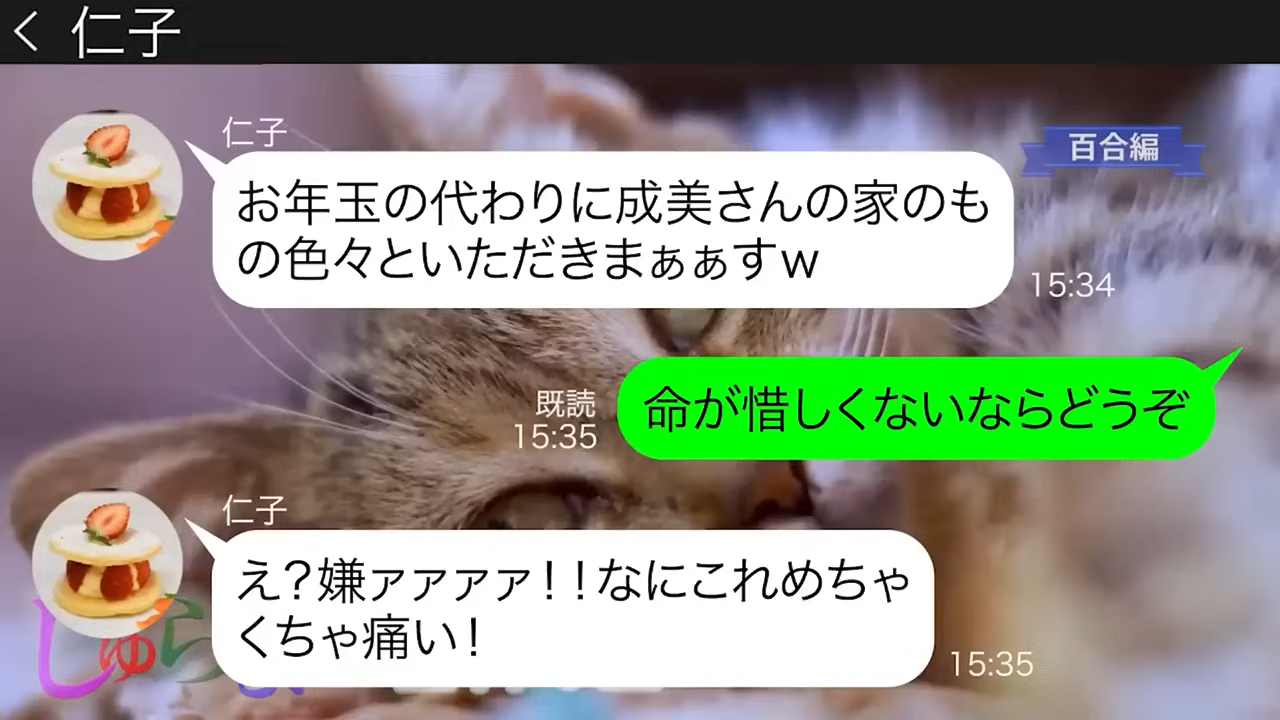 仁子
仁子
百合編
お年玉の代わりに成美さんの家のも
の色々といただきまぁぁすw
15:34
命が惜しくないならどうぞ
既読
15:35
仁子
え?嫌ァァァァ!!なにこれめちゃ
くちゃ痛い!
15:35
しゅら